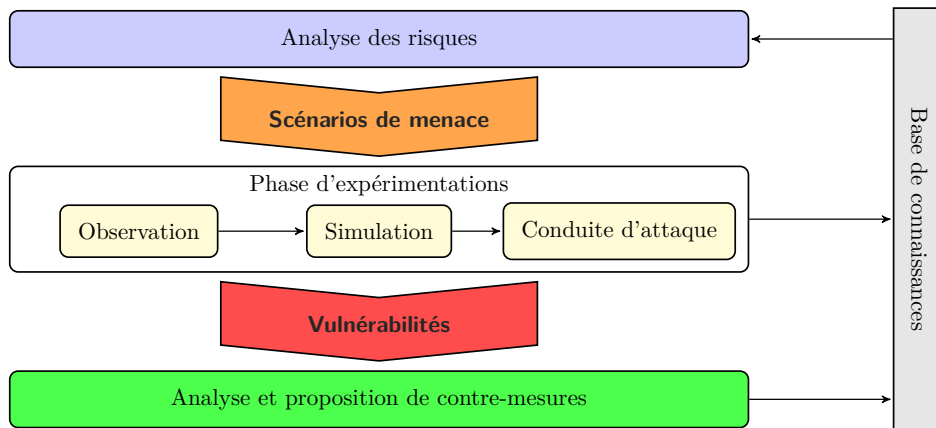 Analyse des risques
Scénarios de menace
Phase d'expérimentations
Observation
Simulation
Conduite d'attaque
Vulnérabilités
Analyse et proposition de contre-mesures
Base de connaissances